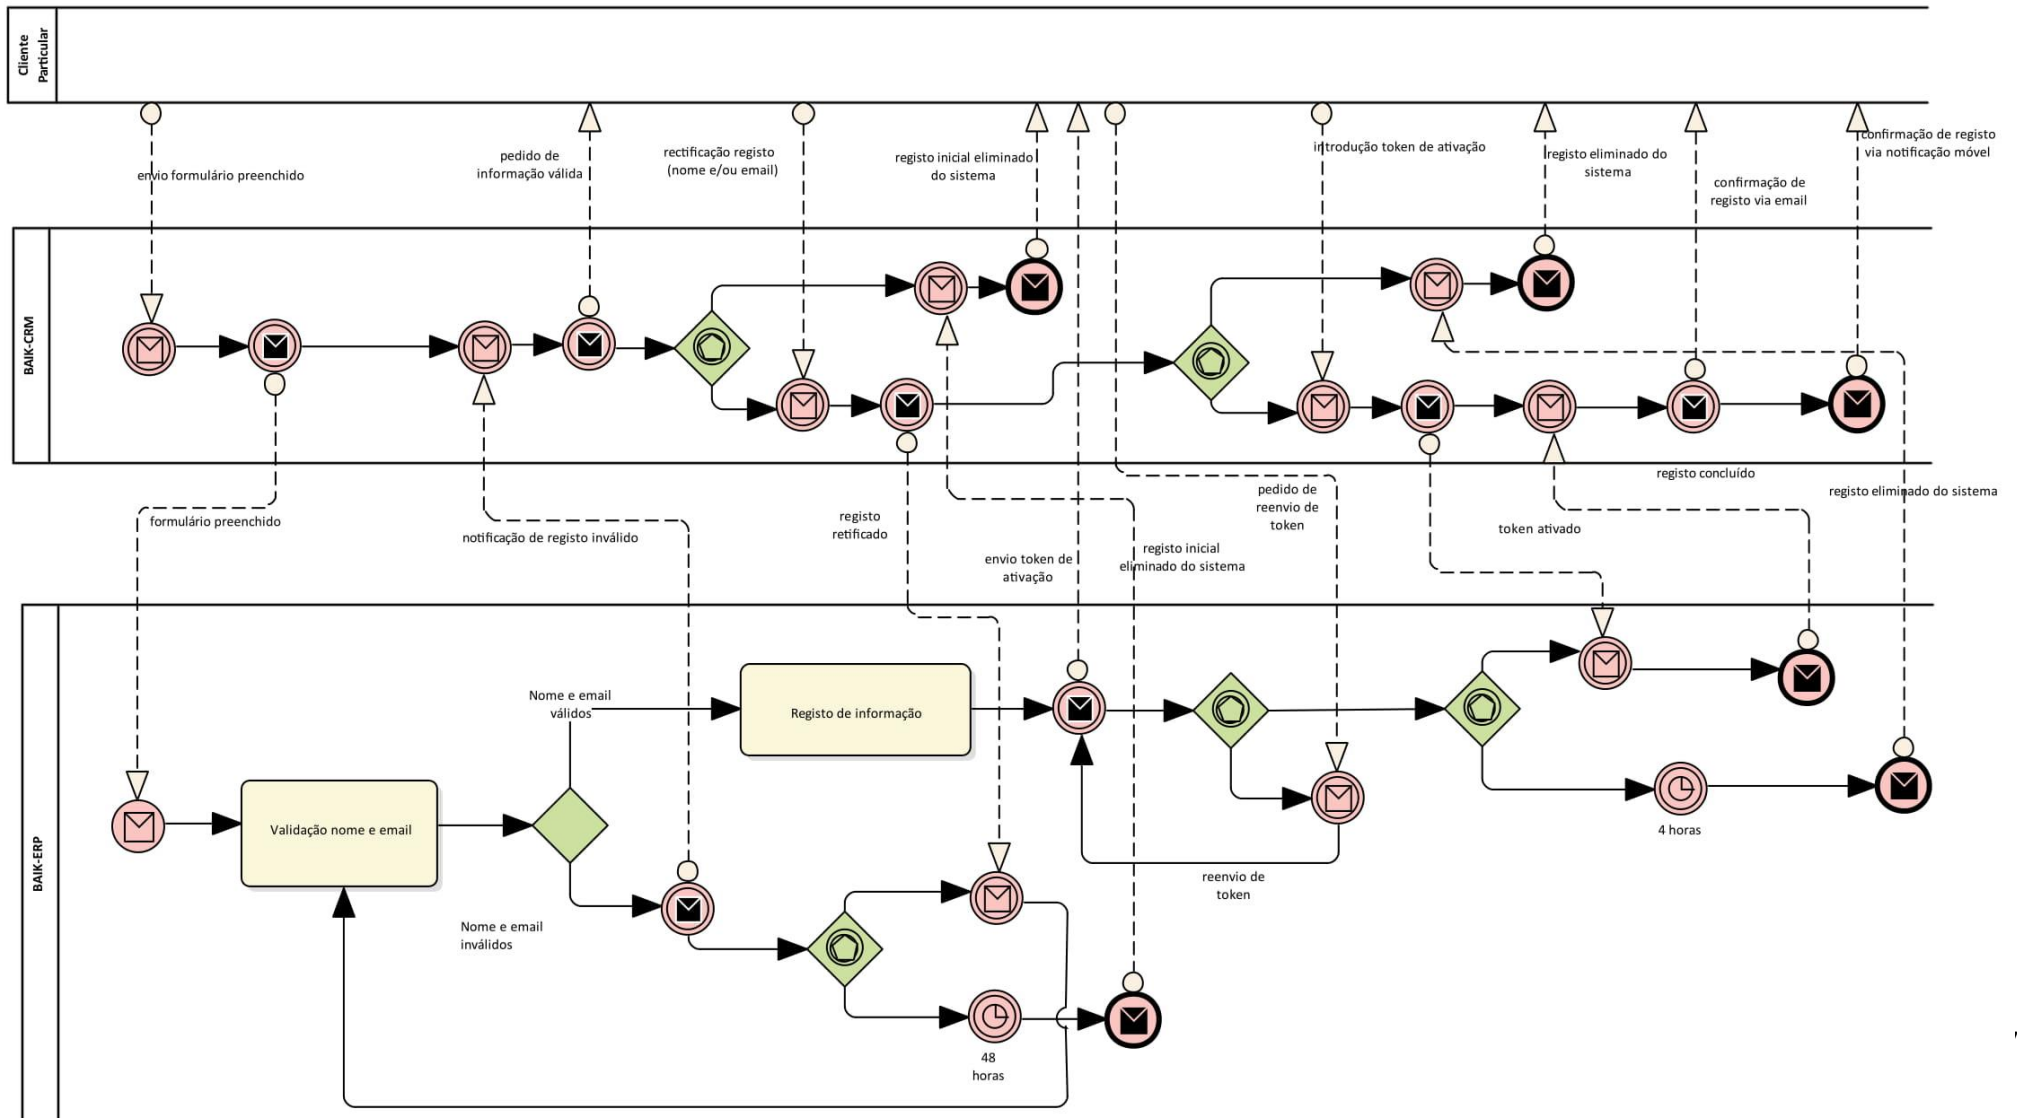 Cliente
Particular
envio formulário preenchido
pedido de
informação válida
rectificação registo
(nome e/ou email)
registo inicial eliminado
do sistema
introdução token de ativação
registo eliminado do
sistema
confirmação de
registo via email
confirmação de registo
via notificação móvel
BAIK-CRM
formulário preenchido
notificação de registo inválido
registo
retificado
envio token de
ativação
registo inicial
eliminado do sistema
pedido de
reenvio de
token
token ativado
registo concluído
registo eliminado do sistema
BAIK-ERP
Nome e email
válidos
Registo de informação
Validação nome e email
Nome e email
inválidos
48
horas
reenvio de
token
4 horas